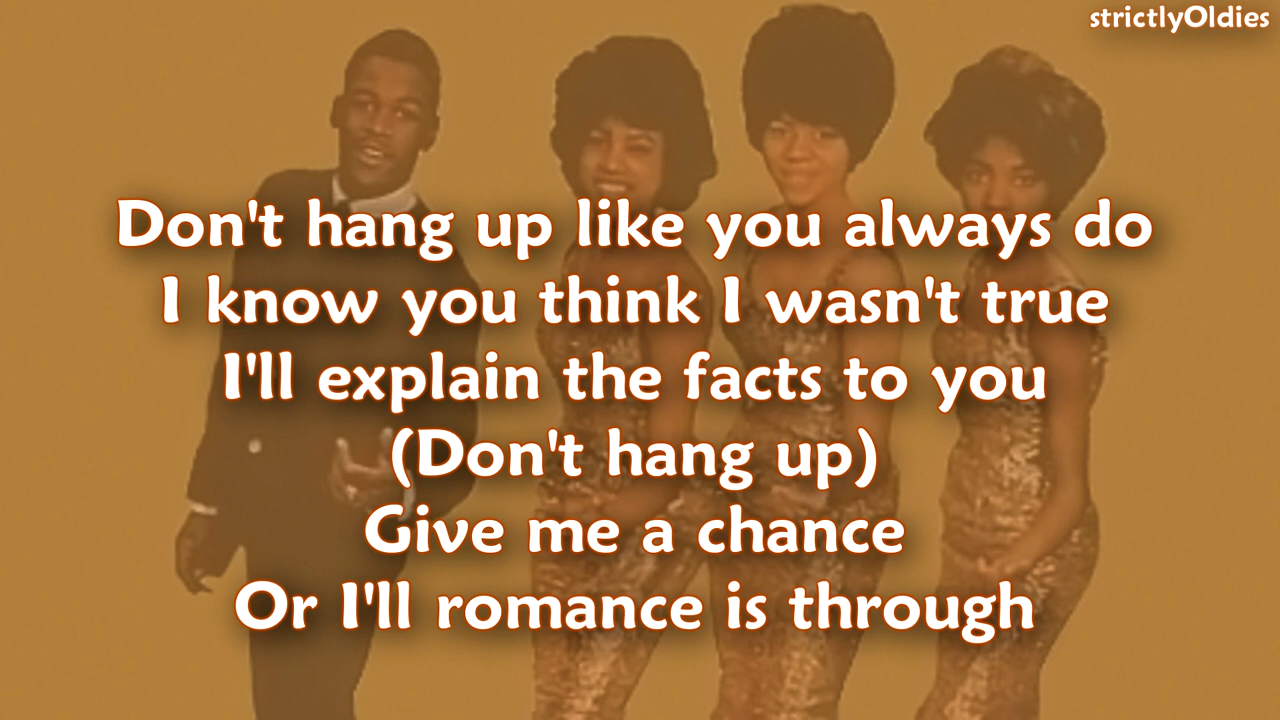 strictlyOldies
Don't hang up like you always do
I know you think I wasn't true
I'll explain the facts to you
(Don't hang up)
Give me a chance
Or I'll romance is through